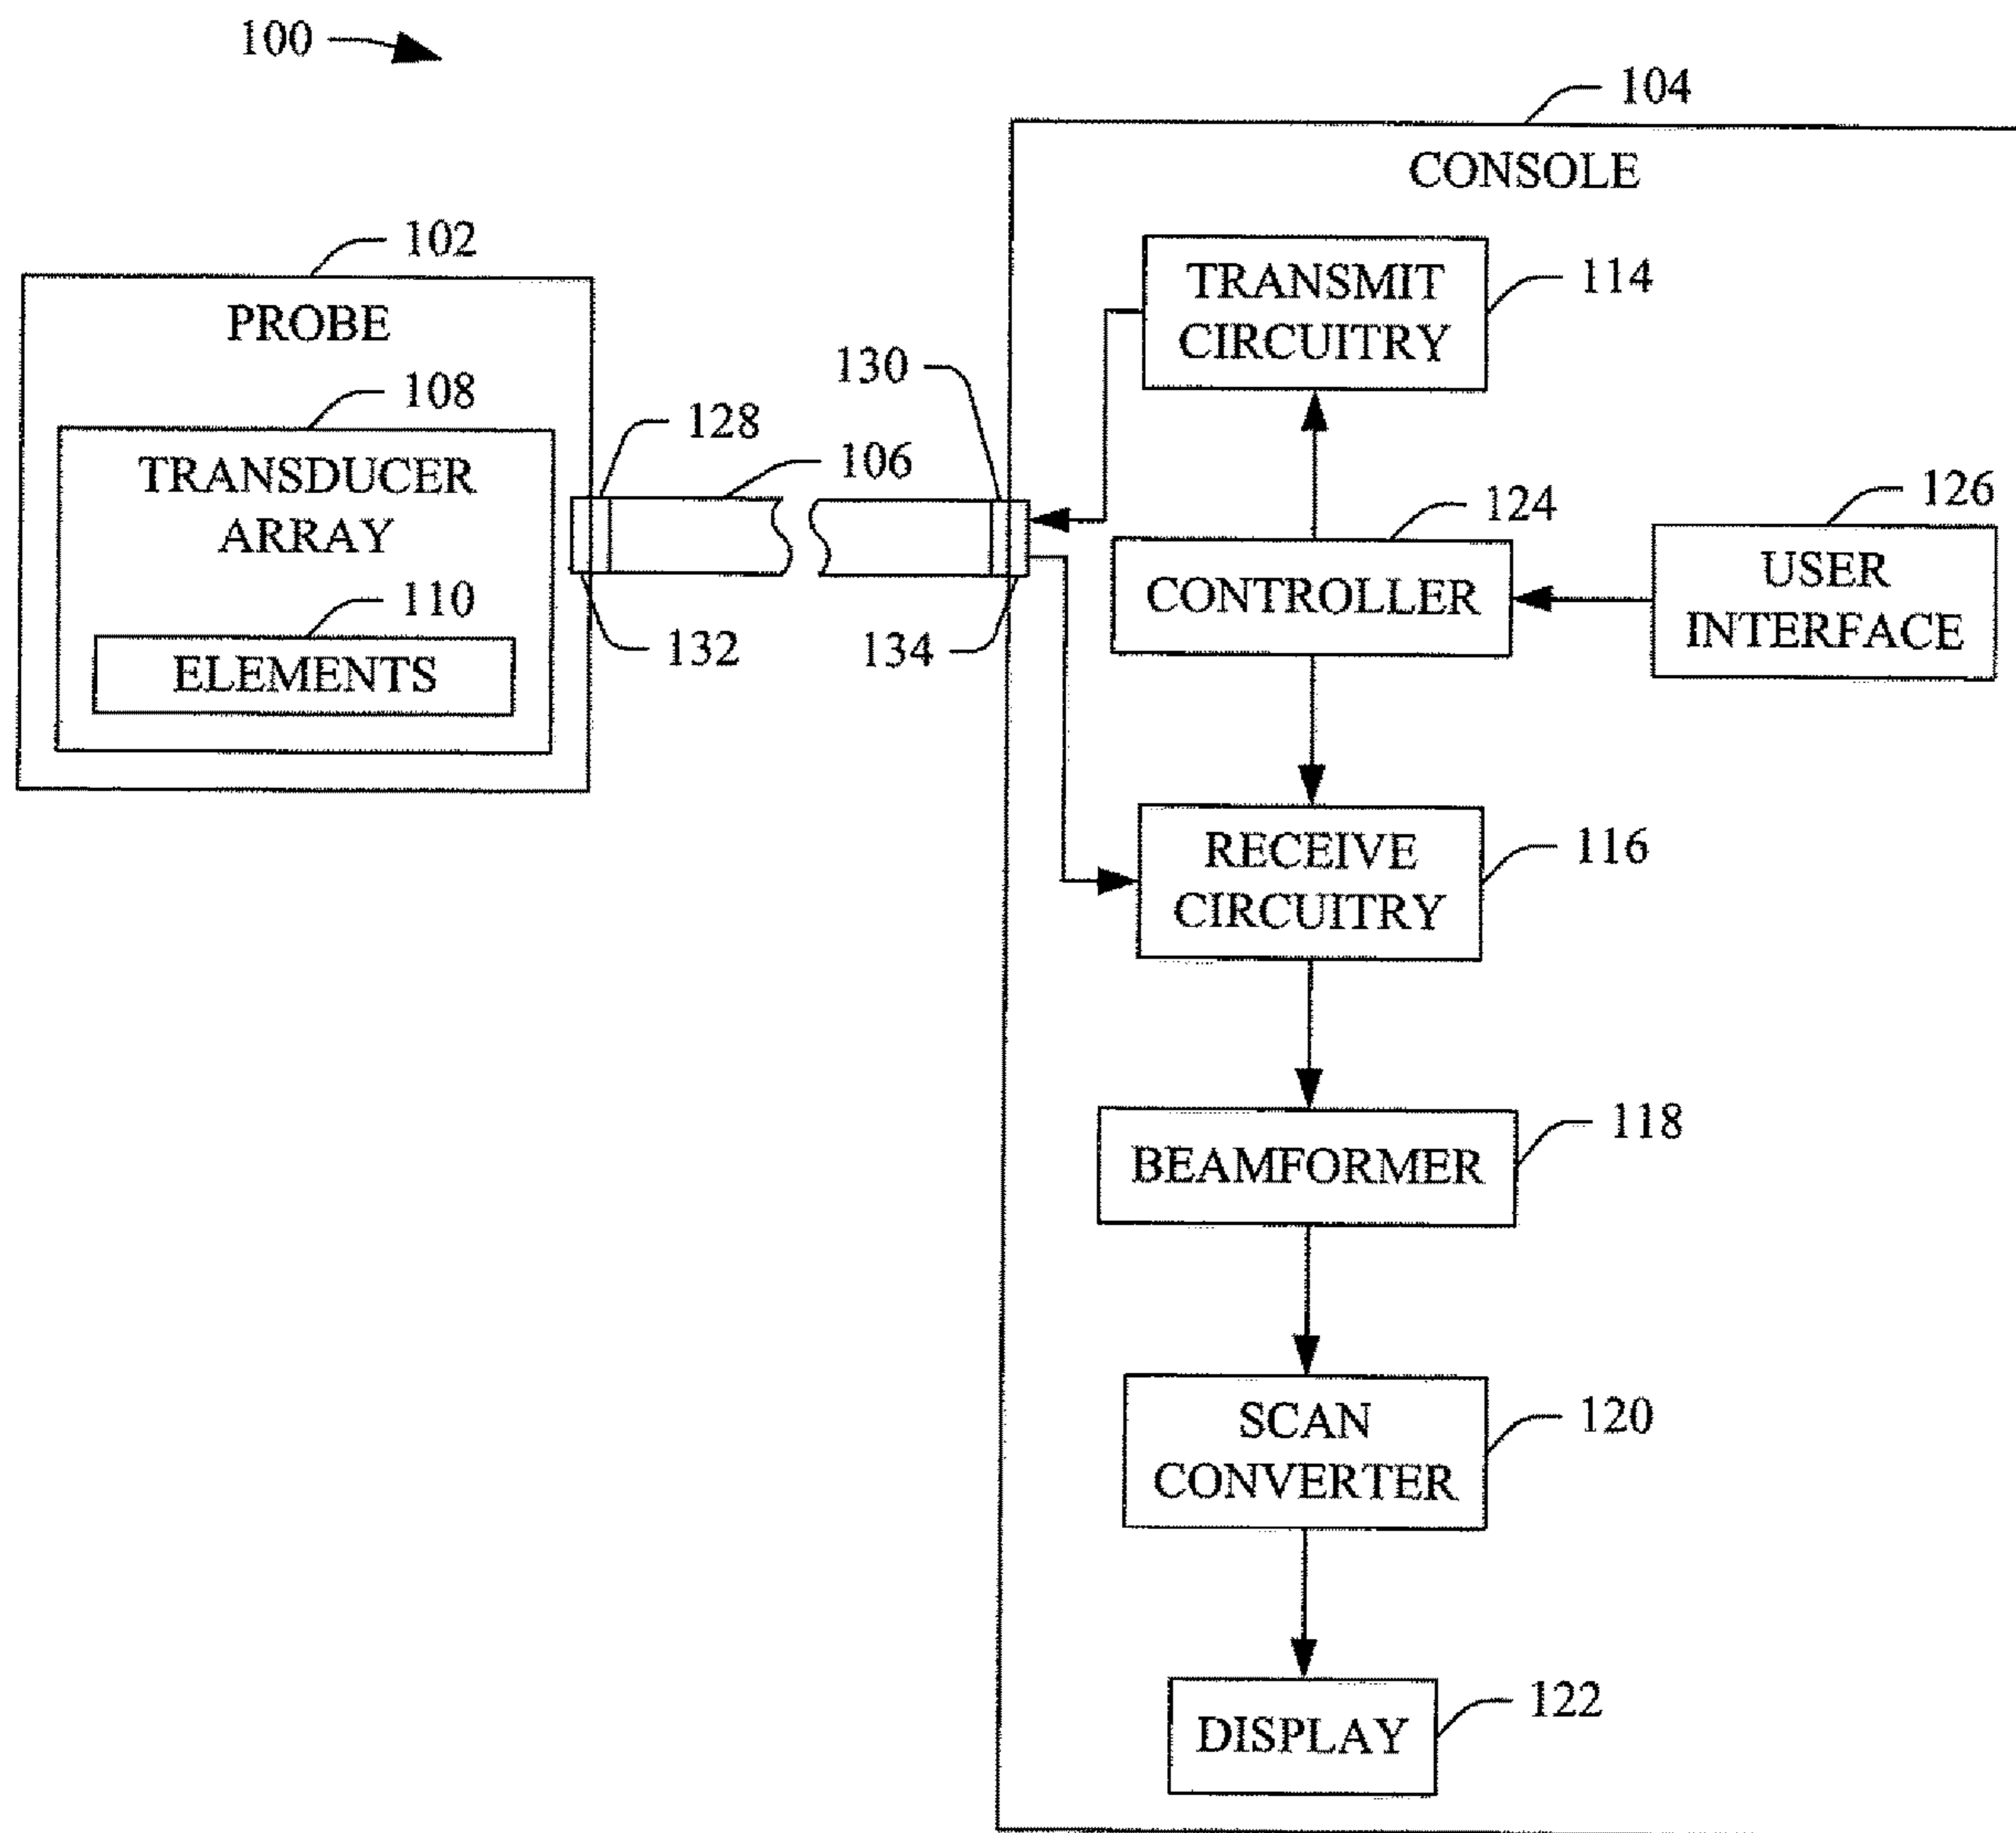 100
104
CONSOLE
102
PROBE
TRANSMIT
CIRCUITRY
114
130
108
128
106
TRANSDUCER
ARRAY
124
126
CONTROLLER
USER
INTERFACE
110
132
134
ELEMENTS
RECEIVE
CIRCUITRY
116
BEAMFORMER
118
SCAN
CONVERTER
120
DISPLAY
122